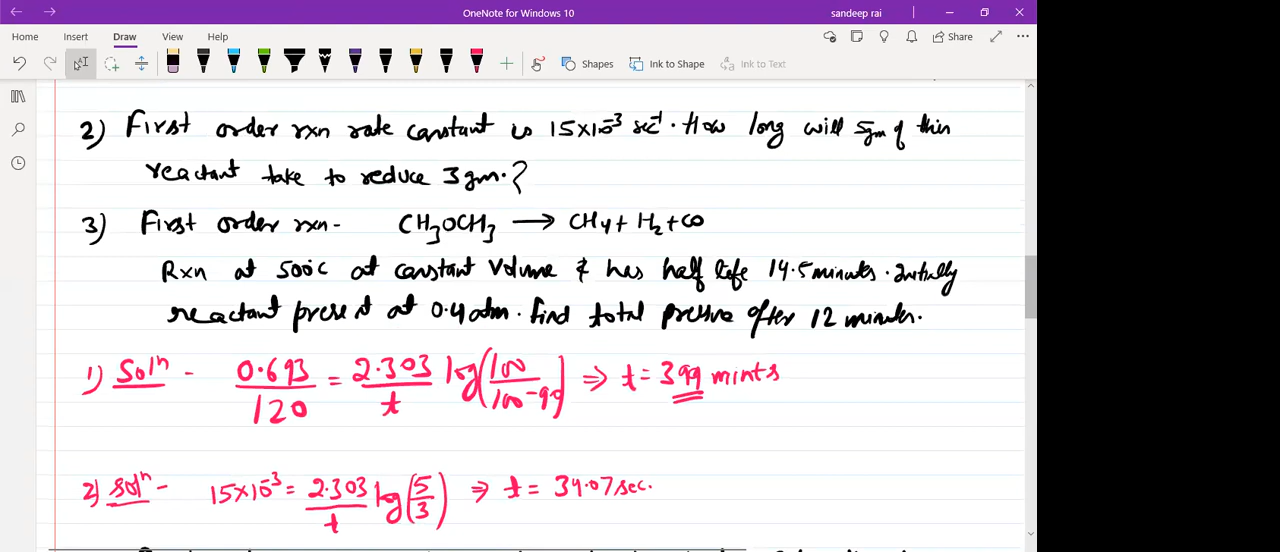 OneNote for Windows 10
sandeep rai
Home Insert Draw View Help
Share
Shapes Ink to Shape Ink to Text
2) First order rxn rate constant is 15×10⁻³ sec⁻¹. How long will 5gm of this
reactant take to reduce 3gm.?
3) First order rxn- CH₃OCH₃ → CH4 + H₂ + CO
Rxn at 500°C at constant volume & has half life 14.5 minutes. Initially
reactant present at 0.4 atm. Find total pressure after 12 minutes.
1) Solⁿ - 0.693/120 = 2.303/t log(100/100-90) ⇒ t = 399 mints
2) Solⁿ - 15×10⁻³ = 2.303/t log(5/3) ⇒ t = 34.07 sec.